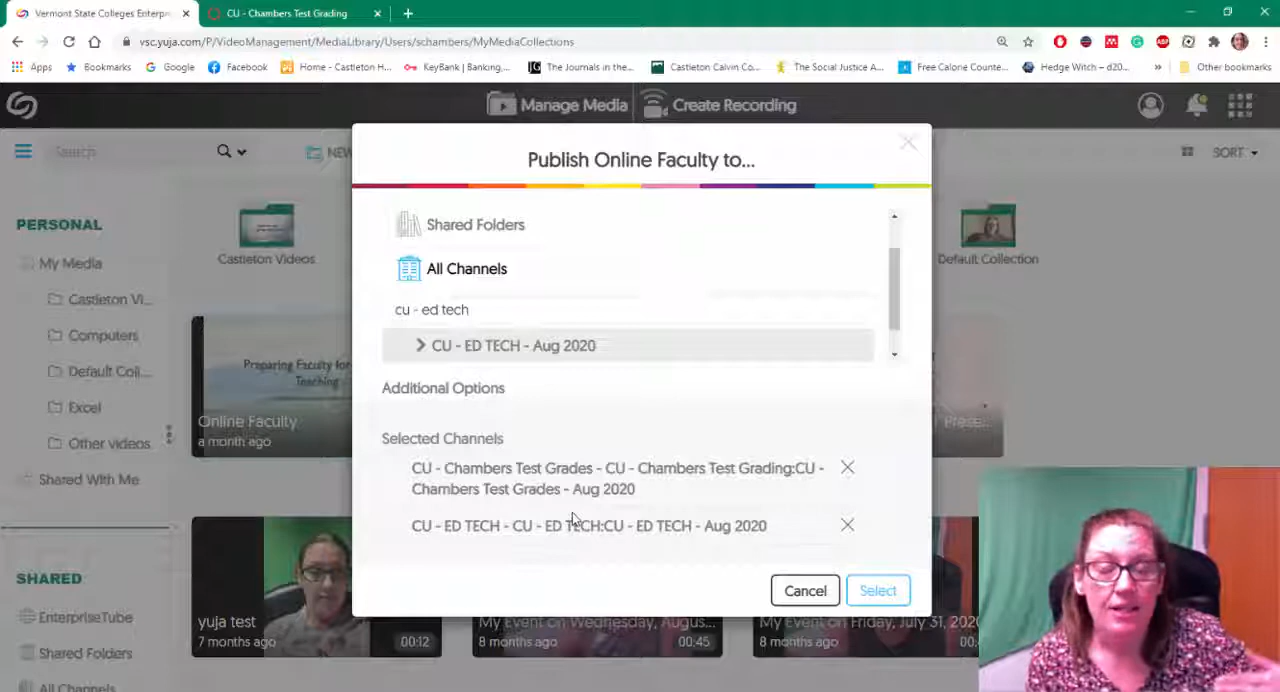 Vermont State Colleges Enterpr
CU - Chambers Test Grading
vsc.yuja.com/P/VideoManagement/MediaLibrary/Users/schambers/MyMediaCollections
Apps Bookmarks Google Facebook Home - Castleton H... KeyBank | Banking,... The Journals in the... Castleton Calvin Co... The Social Justice A... Free Calorie Counte... Hedge Witch – d20... » Other bookmarks
Manage Media Create Recording
Search NEW SORT
Publish Online Faculty to...
Shared Folders
All Channels
cu - ed tech
CU - ED TECH - Aug 2020
Additional Options
Selected Channels
CU - Chambers Test Grades - CU - Chambers Test Grading:CU -
Chambers Test Grades - Aug 2020
CU - ED TECH - CU - ED TECH:CU - ED TECH - Aug 2020
Cancel Select
PERSONAL
My Media
Castleton Vi...
Computers
Default Coll...
Excel
Other videos
Shared With Me
SHARED
EnterpriseTube
Shared Folders
All Channels
Castleton Videos
Default Collection
Preparing Faculty for
Teaching
Online Faculty
a month ago
yuja test
7 months ago 00:12
My Event on Wednesday, Augus...
8 months ago 00:45
My Event on Friday, July 31, 2020
8 months ago